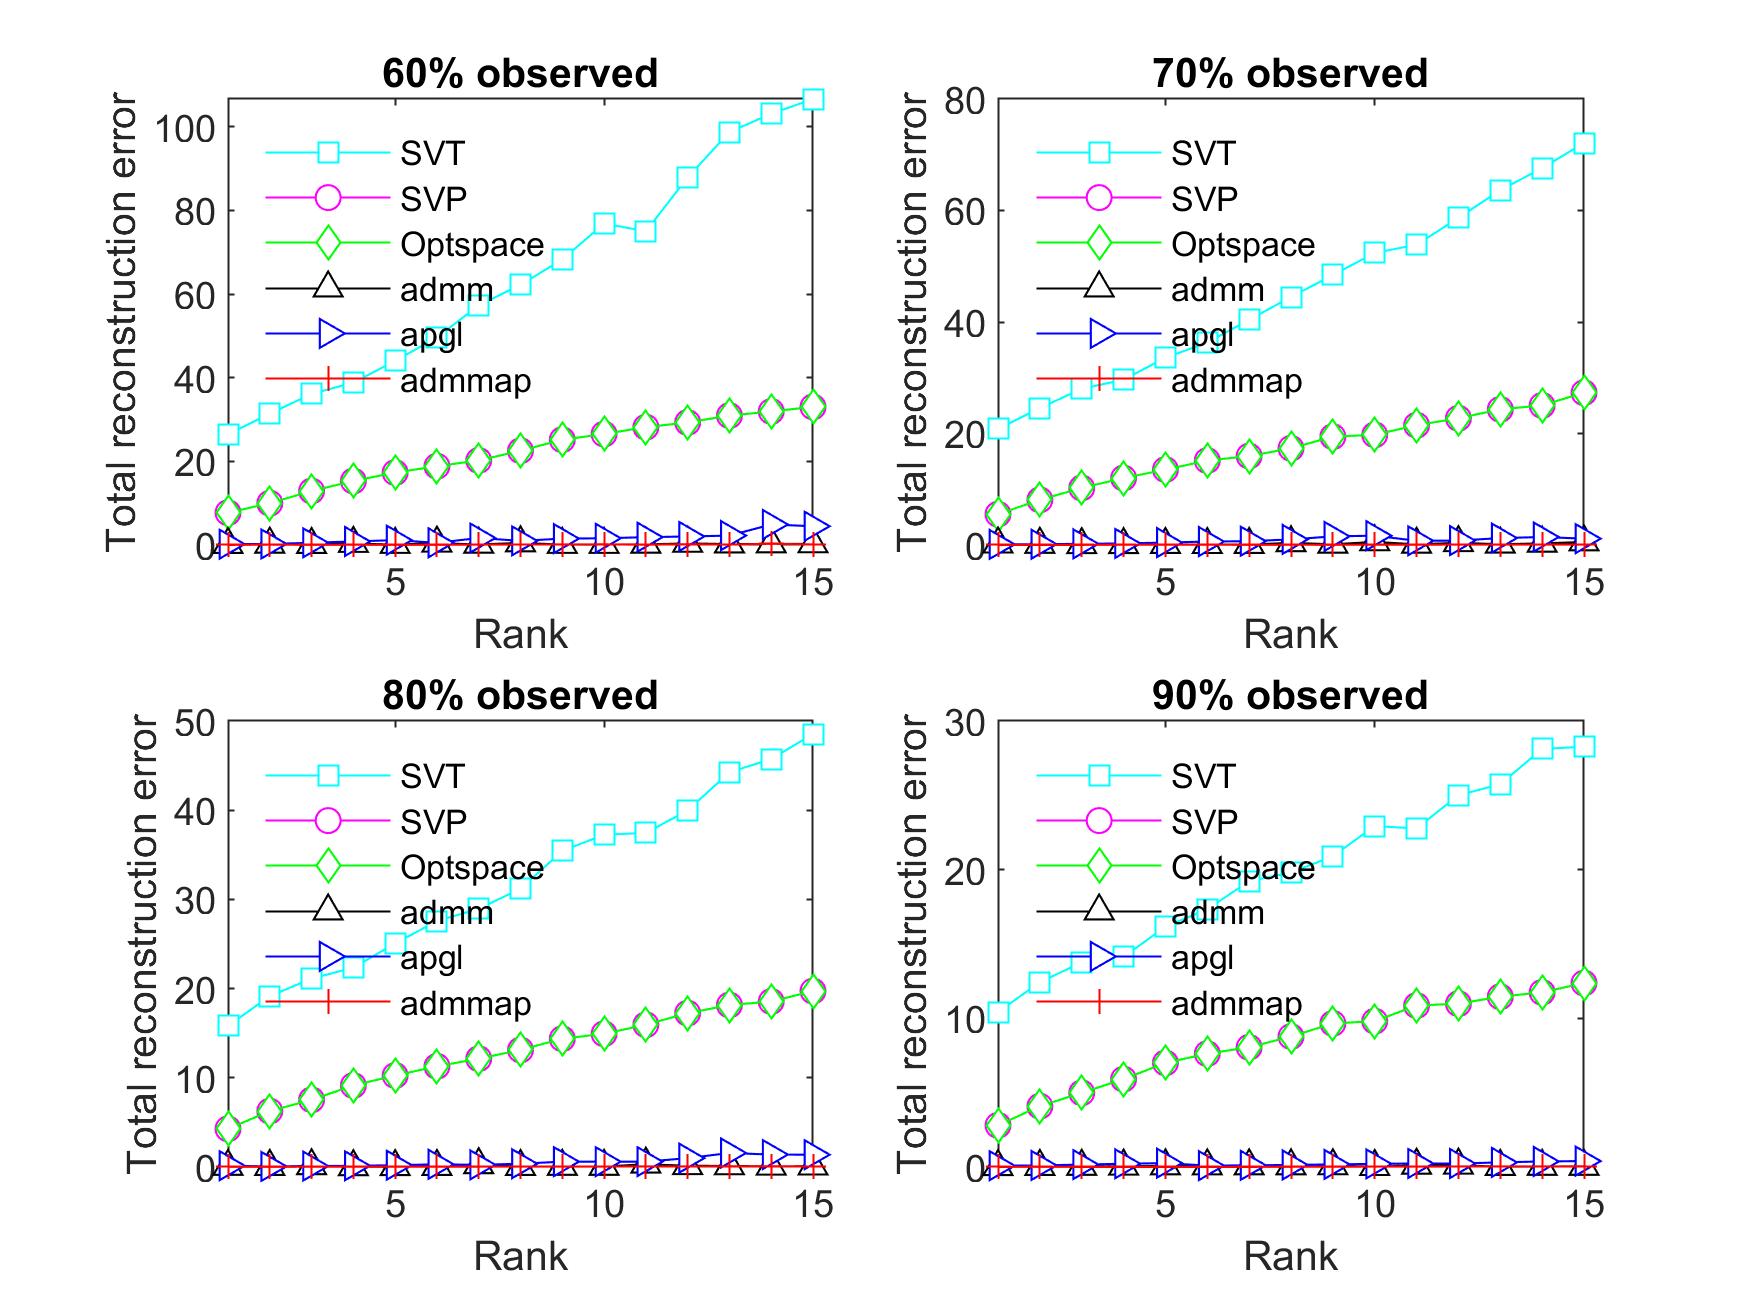 60% observed
Total reconstruction error
100
80
60
40
20
0
SVT
SVP
Optspace
admm
apgl
admmap
5
10
15
Rank
70% observed
Total reconstruction error
80
60
40
20
0
SVT
SVP
Optspace
admm
apgl
admmap
5
10
15
Rank
80% observed
Total reconstruction error
50
40
30
20
10
0
SVT
SVP
Optspace
admm
apgl
admmap
5
10
15
Rank
90% observed
Total reconstruction error
30
20
10
0
SVT
SVP
Optspace
admm
apgl
admmap
5
10
15
Rank